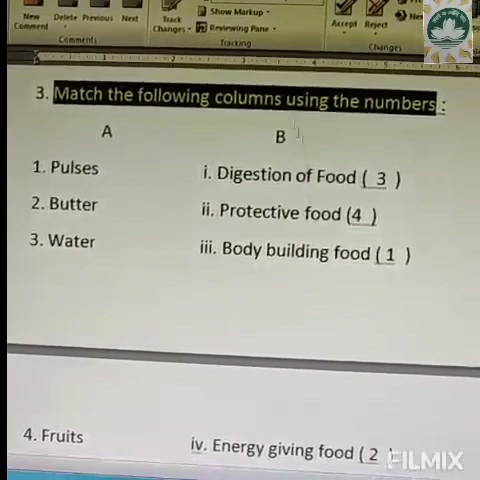 New Comment Delete Previous Next
Track Changes
Show Markup
Reviewing Pane
Accept Reject
Comments Tracking Changes
3. Match the following columns using the numbers :
A B
1. Pulses i. Digestion of Food ( 3 )
2. Butter ii. Protective food (4 )
3. Water iii. Body building food ( 1 )
4. Fruits iv. Energy giving food ( 2
FILMIX